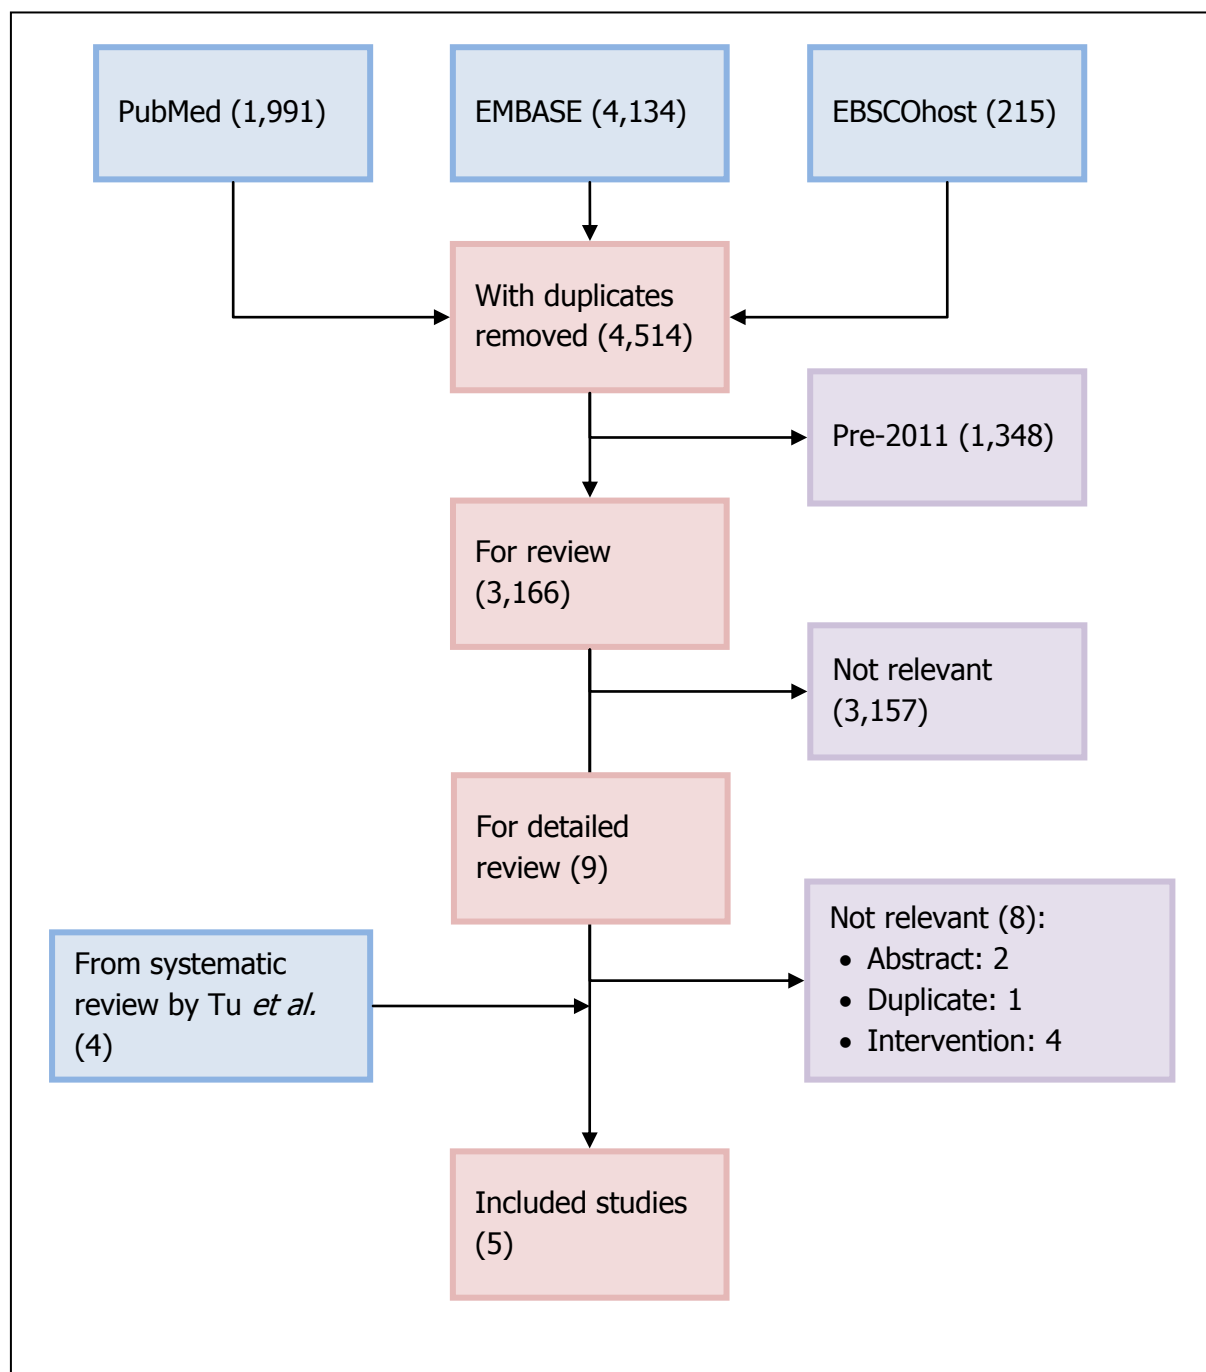 PubMed (1,991)
EMBASE (4,134)
EBSCOhost (215)
With duplicates
removed (4,514)
Pre-2011 (1,348)
For review
(3,166)
Not relevant
(3,157)
For detailed
review (9)
From systematic
review by Tu et al.
(4)
Not relevant (8):
• Abstract: 2
• Duplicate: 1
• Intervention: 4
Included studies
(5)